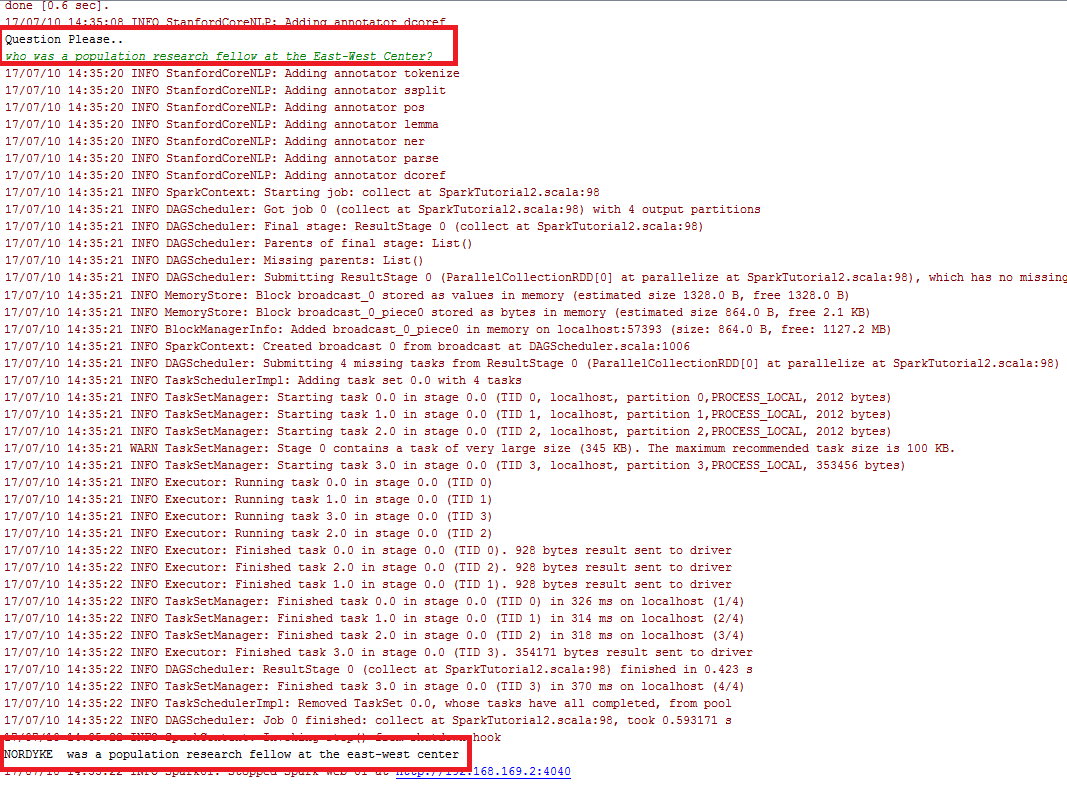 done [0.6 sec].
17/07/10 14:35:08 INFO StanfordCoreNLP: Adding annotator dcoref
Question Please..
who was a population research fellow at the East-West Center?
17/07/10 14:35:20 INFO StanfordCoreNLP: Adding annotator tokenize
17/07/10 14:35:20 INFO StanfordCoreNLP: Adding annotator ssplit
17/07/10 14:35:20 INFO StanfordCoreNLP: Adding annotator pos
17/07/10 14:35:20 INFO StanfordCoreNLP: Adding annotator lemma
17/07/10 14:35:20 INFO StanfordCoreNLP: Adding annotator ner
17/07/10 14:35:20 INFO StanfordCoreNLP: Adding annotator parse
17/07/10 14:35:20 INFO StanfordCoreNLP: Adding annotator dcoref
17/07/10 14:35:21 INFO SparkContext: Starting job: collect at SparkTutorial2.scala:98
17/07/10 14:35:21 INFO DAGScheduler: Got job 0 (collect at SparkTutorial2.scala:98) with 4 output partitions
17/07/10 14:35:21 INFO DAGScheduler: Final stage: ResultStage 0 (collect at SparkTutorial2.scala:98)
17/07/10 14:35:21 INFO DAGScheduler: Parents of final stage: List()
17/07/10 14:35:21 INFO DAGScheduler: Missing parents: List()
17/07/10 14:35:21 INFO DAGScheduler: Submitting ResultStage 0 (ParallelCollectionRDD[0] at parallelize at SparkTutorial2.scala:98), which has no missing
17/07/10 14:35:21 INFO MemoryStore: Block broadcast_0 stored as values in memory (estimated size 1328.0 B, free 1328.0 B)
17/07/10 14:35:21 INFO MemoryStore: Block broadcast_0_piece0 stored as bytes in memory (estimated size 864.0 B, free 2.1 KB)
17/07/10 14:35:21 INFO BlockManagerInfo: Added broadcast_0_piece0 in memory on localhost:57393 (size: 864.0 B, free: 1127.2 MB)
17/07/10 14:35:21 INFO SparkContext: Created broadcast 0 from broadcast at DAGScheduler.scala:1006
17/07/10 14:35:21 INFO DAGScheduler: Submitting 4 missing tasks from ResultStage 0 (ParallelCollectionRDD[0] at parallelize at SparkTutorial2.scala:98)
17/07/10 14:35:21 INFO TaskSchedulerImpl: Adding task set 0.0 with 4 tasks
17/07/10 14:35:21 INFO TaskSetManager: Starting task 0.0 in stage 0.0 (TID 0, localhost, partition 0,PROCESS_LOCAL, 2012 bytes)
17/07/10 14:35:21 INFO TaskSetManager: Starting task 1.0 in stage 0.0 (TID 1, localhost, partition 1,PROCESS_LOCAL, 2012 bytes)
17/07/10 14:35:21 INFO TaskSetManager: Starting task 2.0 in stage 0.0 (TID 2, localhost, partition 2,PROCESS_LOCAL, 2012 bytes)
17/07/10 14:35:21 WARN TaskSetManager: Stage 0 contains a task of very large size (345 KB). The maximum recommended task size is 100 KB.
17/07/10 14:35:21 INFO TaskSetManager: Starting task 3.0 in stage 0.0 (TID 3, localhost, partition 3,PROCESS_LOCAL, 353456 bytes)
17/07/10 14:35:21 INFO Executor: Running task 0.0 in stage 0.0 (TID 0)
17/07/10 14:35:21 INFO Executor: Running task 1.0 in stage 0.0 (TID 1)
17/07/10 14:35:21 INFO Executor: Running task 3.0 in stage 0.0 (TID 3)
17/07/10 14:35:21 INFO Executor: Running task 2.0 in stage 0.0 (TID 2)
17/07/10 14:35:22 INFO Executor: Finished task 0.0 in stage 0.0 (TID 0). 928 bytes result sent to driver
17/07/10 14:35:22 INFO Executor: Finished task 2.0 in stage 0.0 (TID 2). 928 bytes result sent to driver
17/07/10 14:35:22 INFO Executor: Finished task 1.0 in stage 0.0 (TID 1). 928 bytes result sent to driver
17/07/10 14:35:22 INFO TaskSetManager: Finished task 0.0 in stage 0.0 (TID 0) in 326 ms on localhost (1/4)
17/07/10 14:35:22 INFO TaskSetManager: Finished task 1.0 in stage 0.0 (TID 1) in 314 ms on localhost (2/4)
17/07/10 14:35:22 INFO TaskSetManager: Finished task 2.0 in stage 0.0 (TID 2) in 318 ms on localhost (3/4)
17/07/10 14:35:22 INFO Executor: Finished task 3.0 in stage 0.0 (TID 3). 354171 bytes result sent to driver
17/07/10 14:35:22 INFO DAGScheduler: ResultStage 0 (collect at SparkTutorial2.scala:98) finished in 0.423 s
17/07/10 14:35:22 INFO TaskSetManager: Finished task 3.0 in stage 0.0 (TID 3) in 370 ms on localhost (4/4)
17/07/10 14:35:22 INFO TaskSchedulerImpl: Removed TaskSet 0.0, whose tasks have all completed, from pool
17/07/10 14:35:22 INFO DAGScheduler: Job 0 finished: collect at SparkTutorial2.scala:98, took 0.593171 s
17/07/10 14:35:22 INFO SparkContext: Invoking stop() from shutdown hook
NORDYKE  was a population research fellow at the east-west center
17/07/10 14:35:22 INFO SparkUI: Stopped Spark web UI at http://192.168.169.2:4040